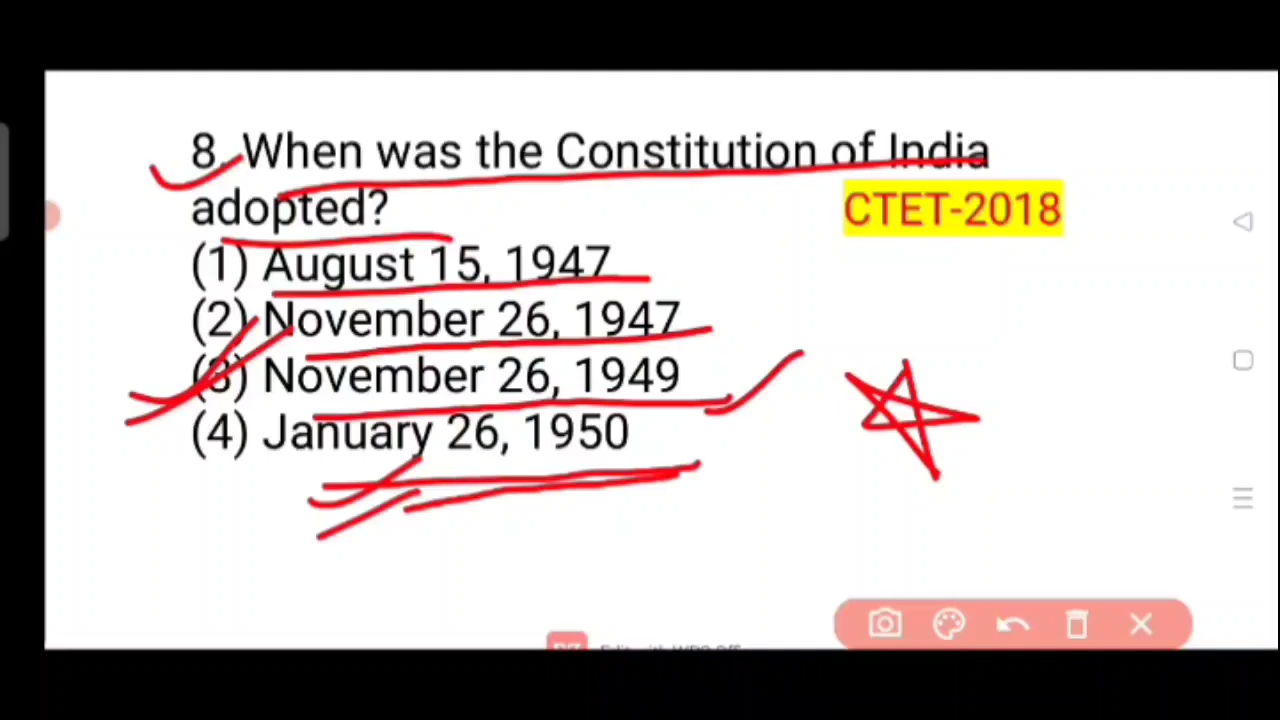 8. When was the Constitution of India
adopted?
CTET-2018
(1) August 15, 1947
(2) November 26, 1947
(3) November 26, 1949
(4) January 26, 1950